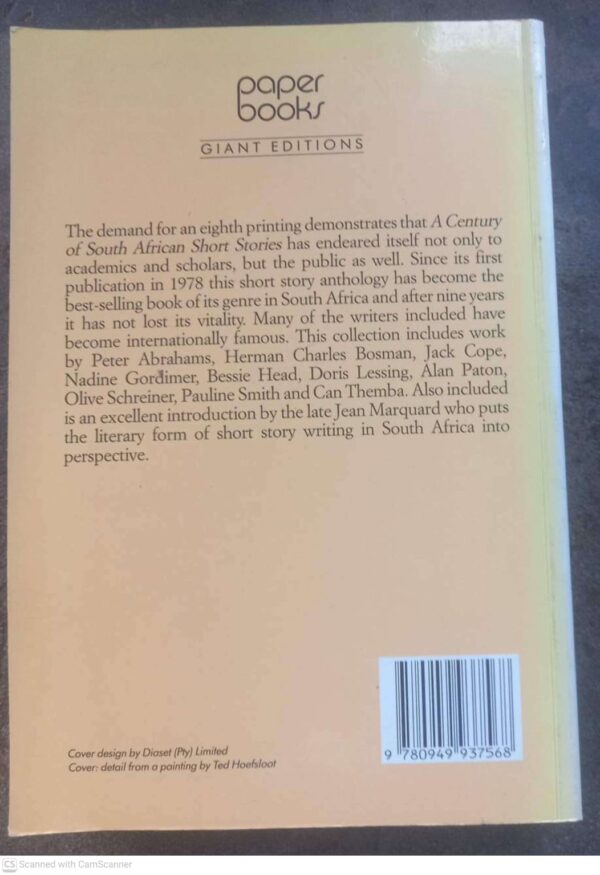 paper
books
GIANT EDITIONS
The demand for an eighth printing demonstrates that A Century
of South African Short Stories has endeared itself not only to
academics and scholars, but the public as well. Since its first
publication in 1978 this short story anthology has become the
best-selling book of its genre in South Africa and after nine years
it has not lost its vitality. Many of the writers included have
become internationally famous. This collection includes work
by Peter Abrahams, Herman Charles Bosman, Jack Cope,
Nadine Gordimer, Bessie Head, Doris Lessing, Alan Paton,
Olive Schreiner, Pauline Smith and Can Themba. Also included
is an excellent introduction by the late Jean Marquard who puts
the literary form of short story writing in South Africa into
perspective.
9 780949 937568
Cover design by Diaset (Pty) Limited
Cover: detail from a painting by Ted Hoefsloot
CS Scanned with CamScanner